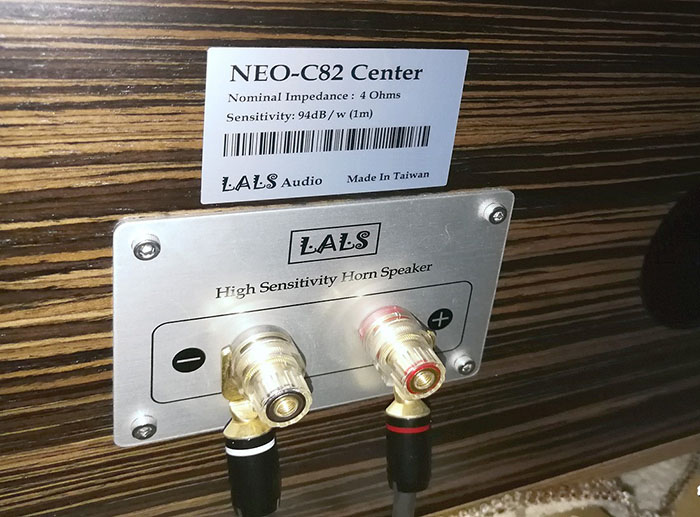 NEO-C82 Center
Nominal Impedance : 4 Ohms
Sensitivity: 94dB / w (1m)
LALS Audio Made In Taiwan
LALS
High Sensitivity Horn Speaker
− +